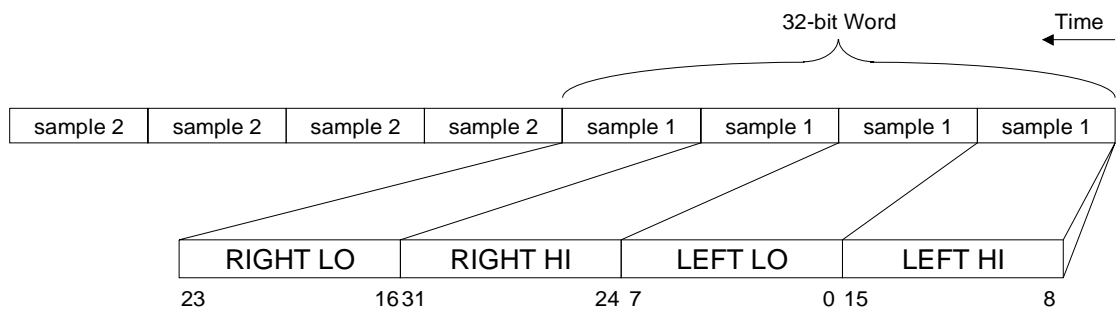 32-bit Word Time
sample 2 sample 2 sample 2 sample 2 sample 1 sample 1 sample 1 sample 1
RIGHT LO RIGHT HI LEFT LO LEFT HI
23 16 31 24 7 0 15 8